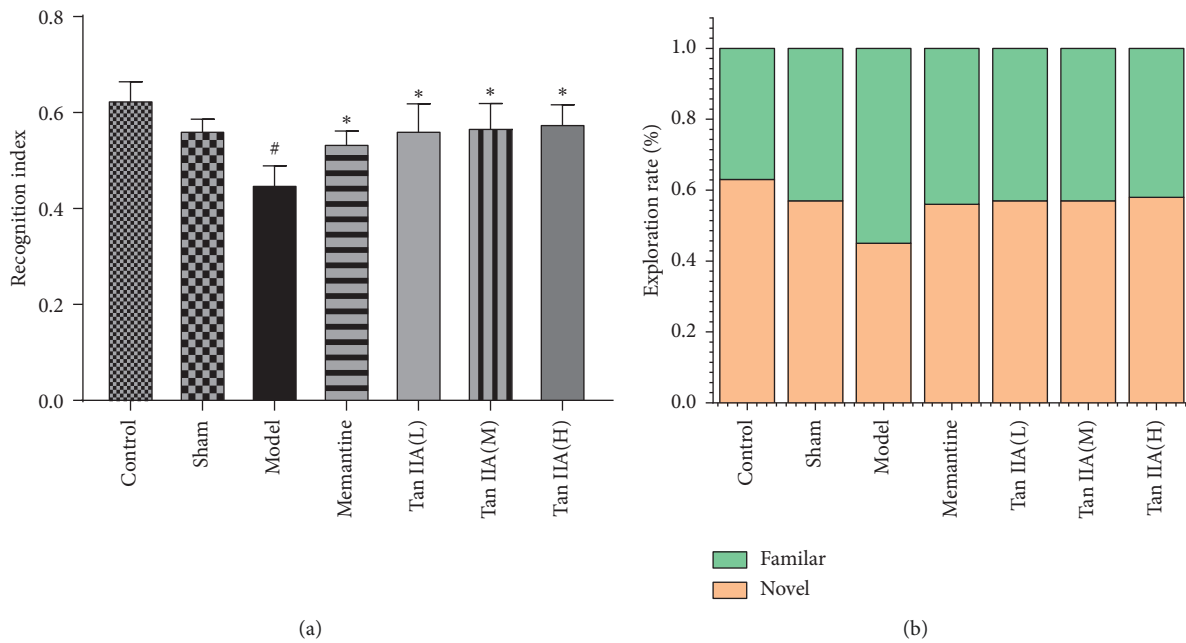 Recognition index
0.8
0.6
0.4
0.2
0.0
#
*
*
*
*
Control
Sham
Model
Memantine
Tan IIA(L)
Tan IIA(M)
Tan IIA(H)
(a)
Exploration rate (%)
1.0
0.8
0.6
0.4
0.2
0.0
Control
Sham
Model
Memantine
Tan IIA(L)
Tan IIA(M)
Tan IIA(H)
Familar
Novel
(b)